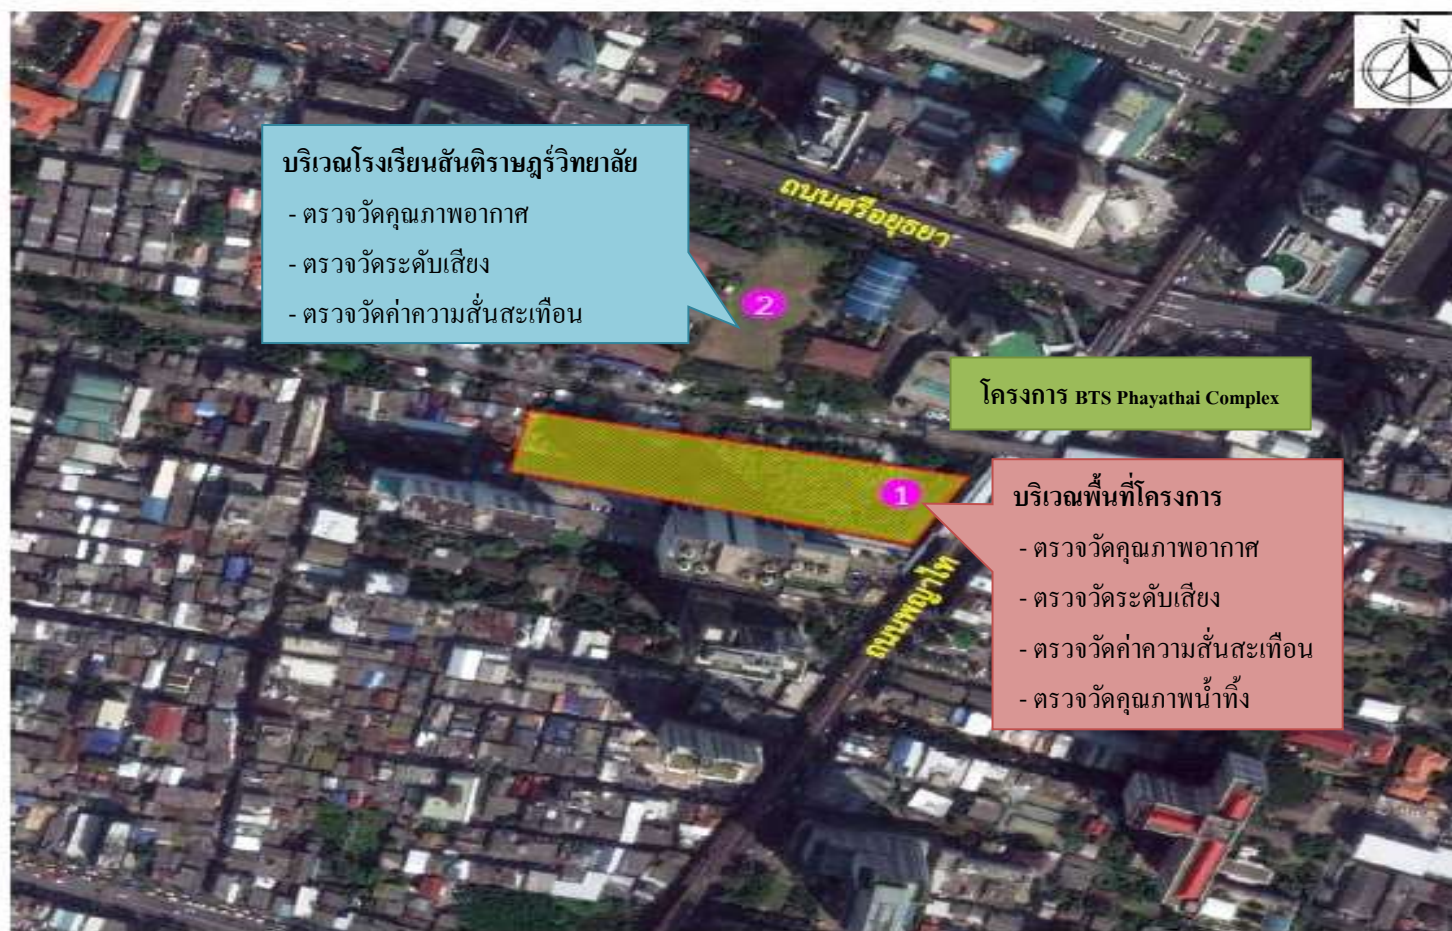 N
บริเวณโรงเรียนสันติราษฎร์วิทยาลัย
- ตรวจวัดคุณภาพอากาศ
- ตรวจวัดระดับเสียง
- ตรวจวัดค่าความสั่นสะเทือน
ถนนศรีอยุธยา
2
โครงการ BTS Phayathai Complex
1
บริเวณพื้นที่โครงการ
- ตรวจวัดคุณภาพอากาศ
- ตรวจวัดระดับเสียง
- ตรวจวัดค่าความสั่นสะเทือน
- ตรวจวัดคุณภาพน้ำทิ้ง
ถนนพญาไท